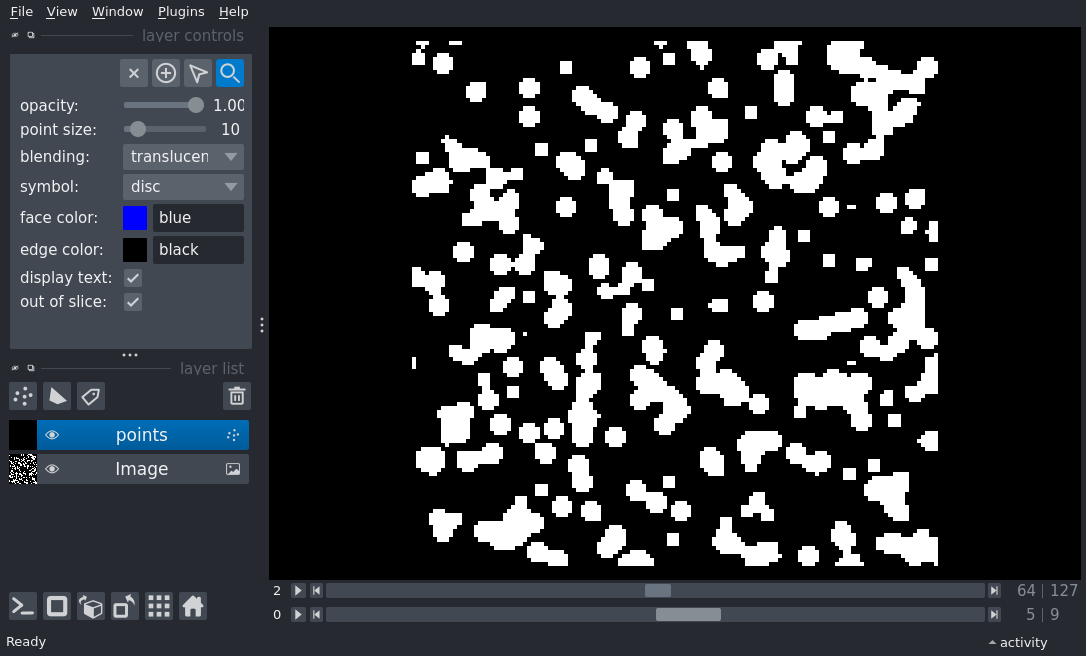 File View Window Plugins Help
layer controls
opacity: 1.00
point size: 10
blending: translucen
symbol: disc
face color: blue
edge color: black
display text:
out of slice:
layer list
points
Image
2 64 127
0 5 9
Ready activity